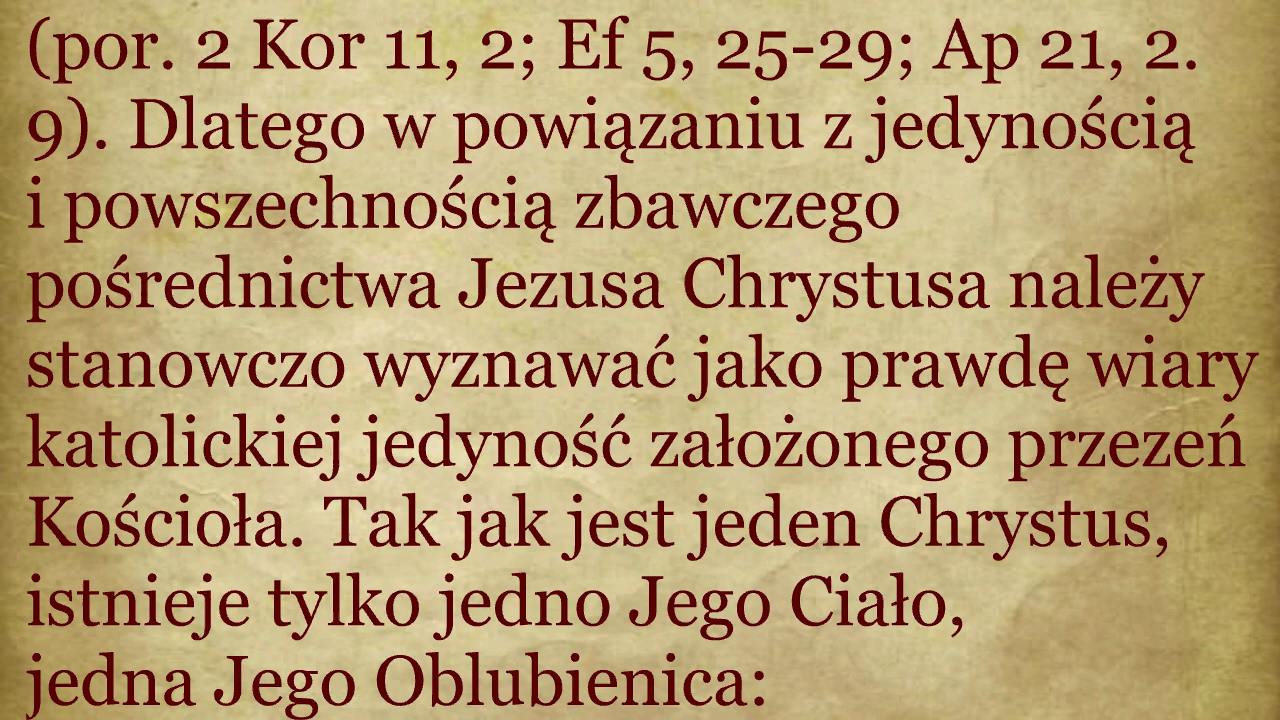 (por. 2 Kor 11, 2; Ef 5, 25-29; Ap 21, 2.
9). Dlatego w powiązaniu z jedynością
i powszechnością zbawczego
pośrednictwa Jezusa Chrystusa należy
stanowczo wyznawać jako prawdę wiary
katolickiej jedyność założonego przezeń
Kościoła. Tak jak jest jeden Chrystus,
istnieje tylko jedno Jego Ciało,
jedna Jego Oblubienica: